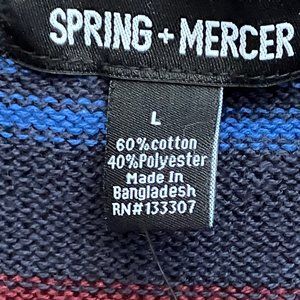 SPRING + MERCER
L
60%cotton
40%Polyester
Made In
Bangladesh
RN#133307